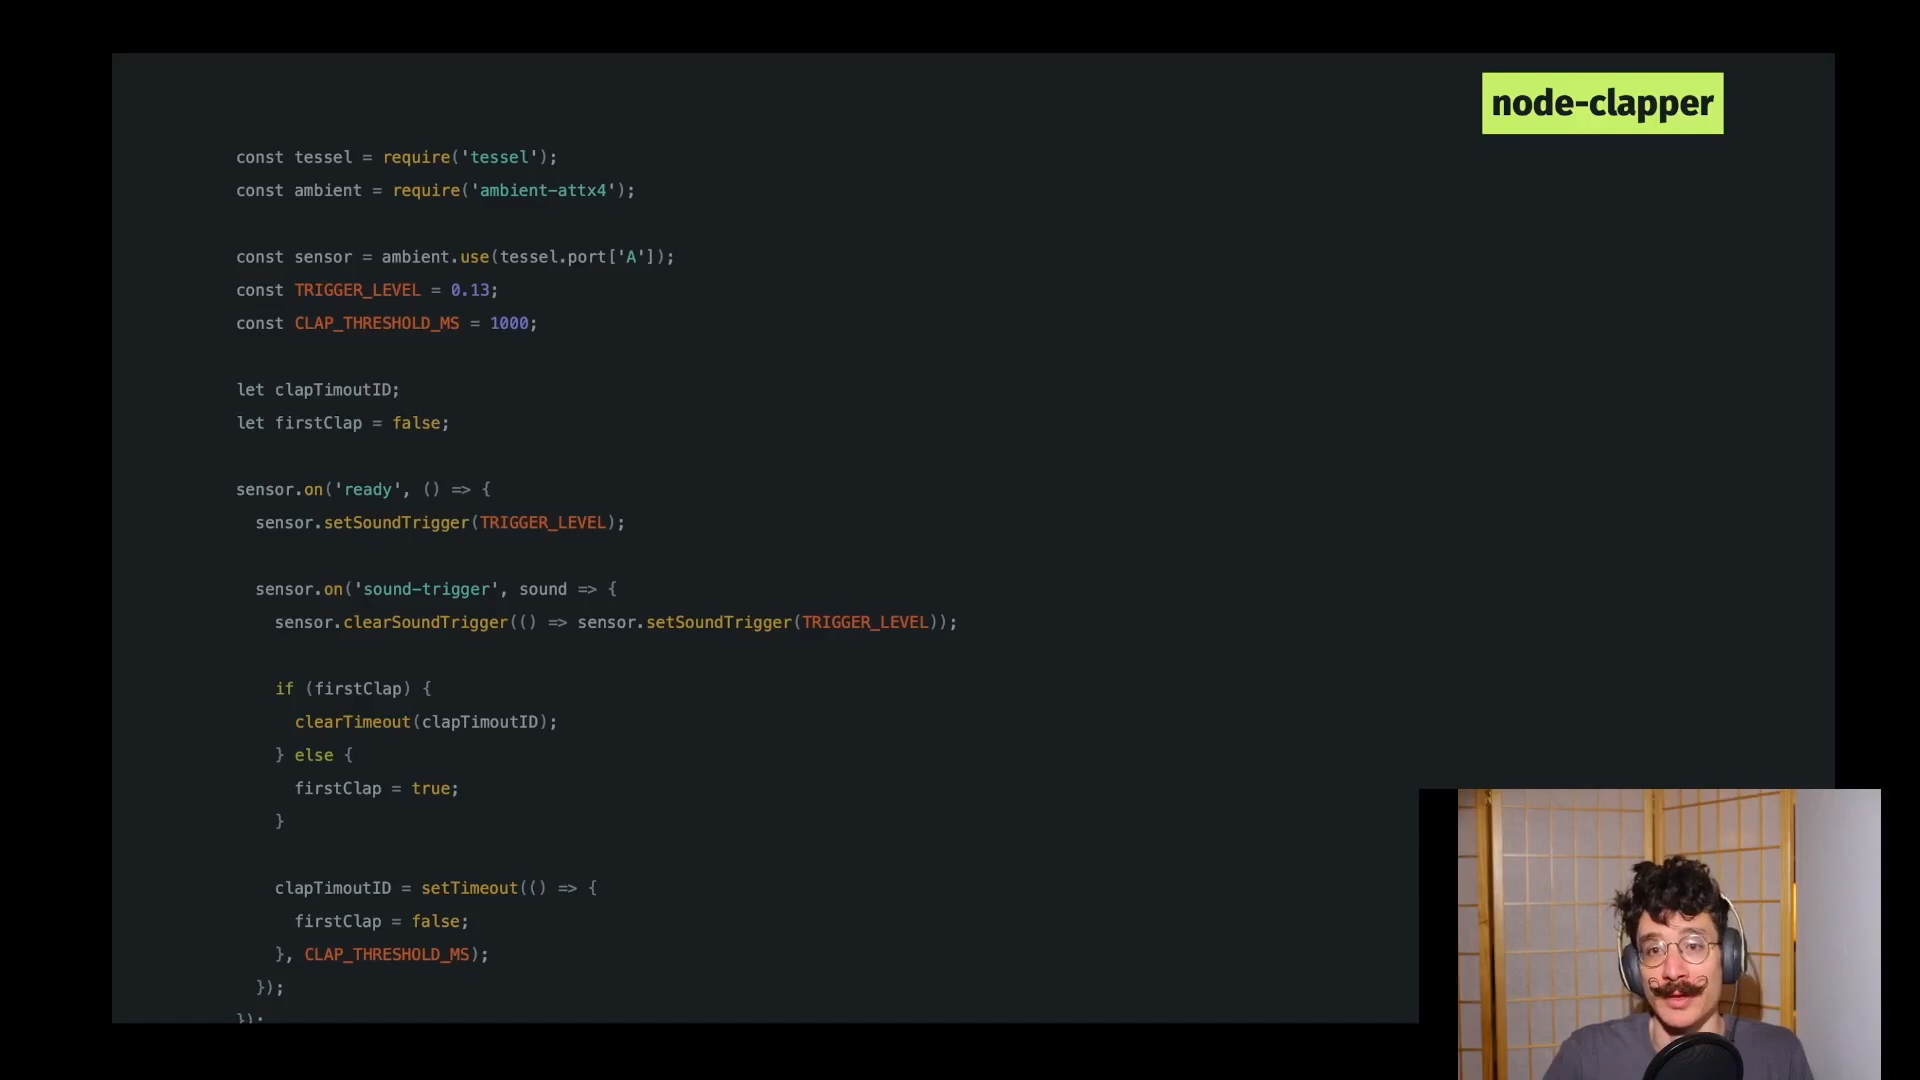 node-clapper
const tessel = require('tessel');
const ambient = require('ambient-attx4');
const sensor = ambient.use(tessel.port['A']);
const TRIGGER_LEVEL = 0.13;
const CLAP_THRESHOLD_MS = 1000;
let clapTimoutID;
let firstClap = false;
sensor.on('ready', () => {
sensor.setSoundTrigger(TRIGGER_LEVEL);
sensor.on('sound-trigger', sound => {
sensor.clearSoundTrigger(() => sensor.setSoundTrigger(TRIGGER_LEVEL));
if (firstClap) {
clearTimeout(clapTimoutID);
} else {
firstClap = true;
}
clapTimoutID = setTimeout(() => {
firstClap = false;
}, CLAP_THRESHOLD_MS);
});
});